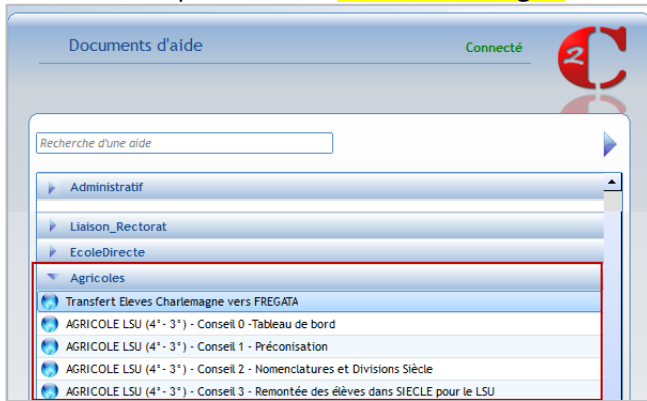 Documents d'aide
Connecté
2C
Recherche d'une aide
Administratif
Liaison_Rectorat
EcoleDirecte
Agricoles
Transfert Eleves Charlemagne vers FREGATA
AGRICOLE LSU (4°- 3°) - Conseil 0 -Tableau de bord
AGRICOLE LSU (4°- 3°) - Conseil 1 - Préconisation
AGRICOLE LSU (4°- 3°) - Conseil 2 - Nomenclatures et Divisions Siècle
AGRICOLE LSU (4°- 3°) - Conseil 3 - Remontée des élèves dans SIECLE pour le LSU